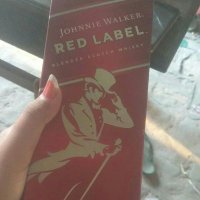 JOHNNIE WALKER.
RED LABEL.
BLENDED SCOTCH WHISKY